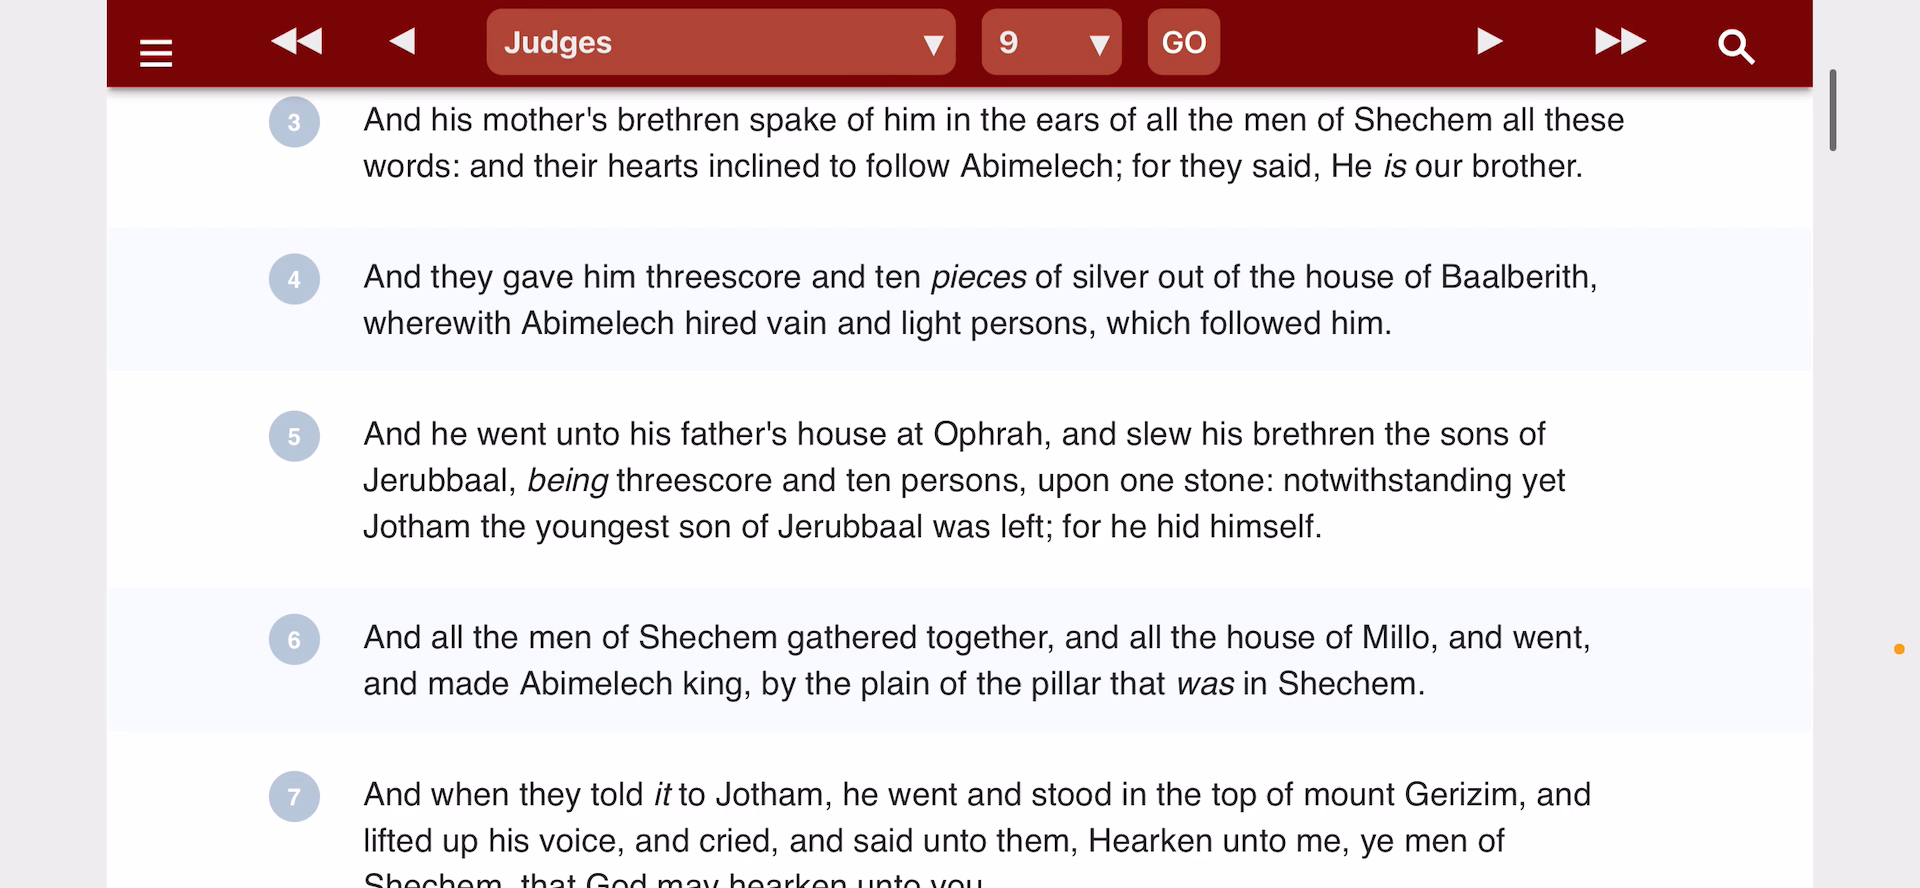 Judges 9 GO
3 And his mother's brethren spake of him in the ears of all the men of Shechem all these
words: and their hearts inclined to follow Abimelech; for they said, He is our brother.
4 And they gave him threescore and ten pieces of silver out of the house of Baalberith,
wherewith Abimelech hired vain and light persons, which followed him.
5 And he went unto his father's house at Ophrah, and slew his brethren the sons of
Jerubbaal, being threescore and ten persons, upon one stone: notwithstanding yet
Jotham the youngest son of Jerubbaal was left; for he hid himself.
6 And all the men of Shechem gathered together, and all the house of Millo, and went,
and made Abimelech king, by the plain of the pillar that was in Shechem.
7 And when they told it to Jotham, he went and stood in the top of mount Gerizim, and
lifted up his voice, and cried, and said unto them, Hearken unto me, ye men of
Shechem, that God may hearken unto you.